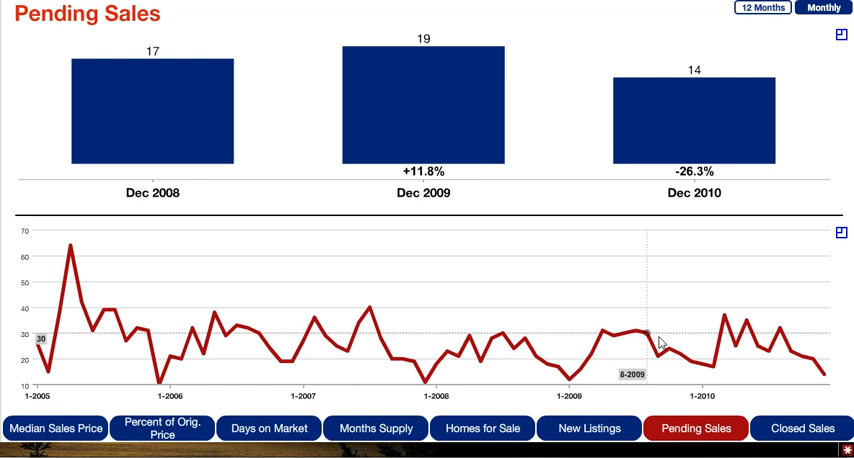 Pending Sales
12 Months
Monthly
17
19
14
+11.8%
-26.3%
Dec 2008
Dec 2009
Dec 2010
70
60
50
40
30
20
10
30
8-2009
1-2005
1-2006
1-2007
1-2008
1-2009
1-2010
Median Sales Price
Percent of Orig.
Price
Days on Market
Months Supply
Homes for Sale
New Listings
Pending Sales
Closed Sales